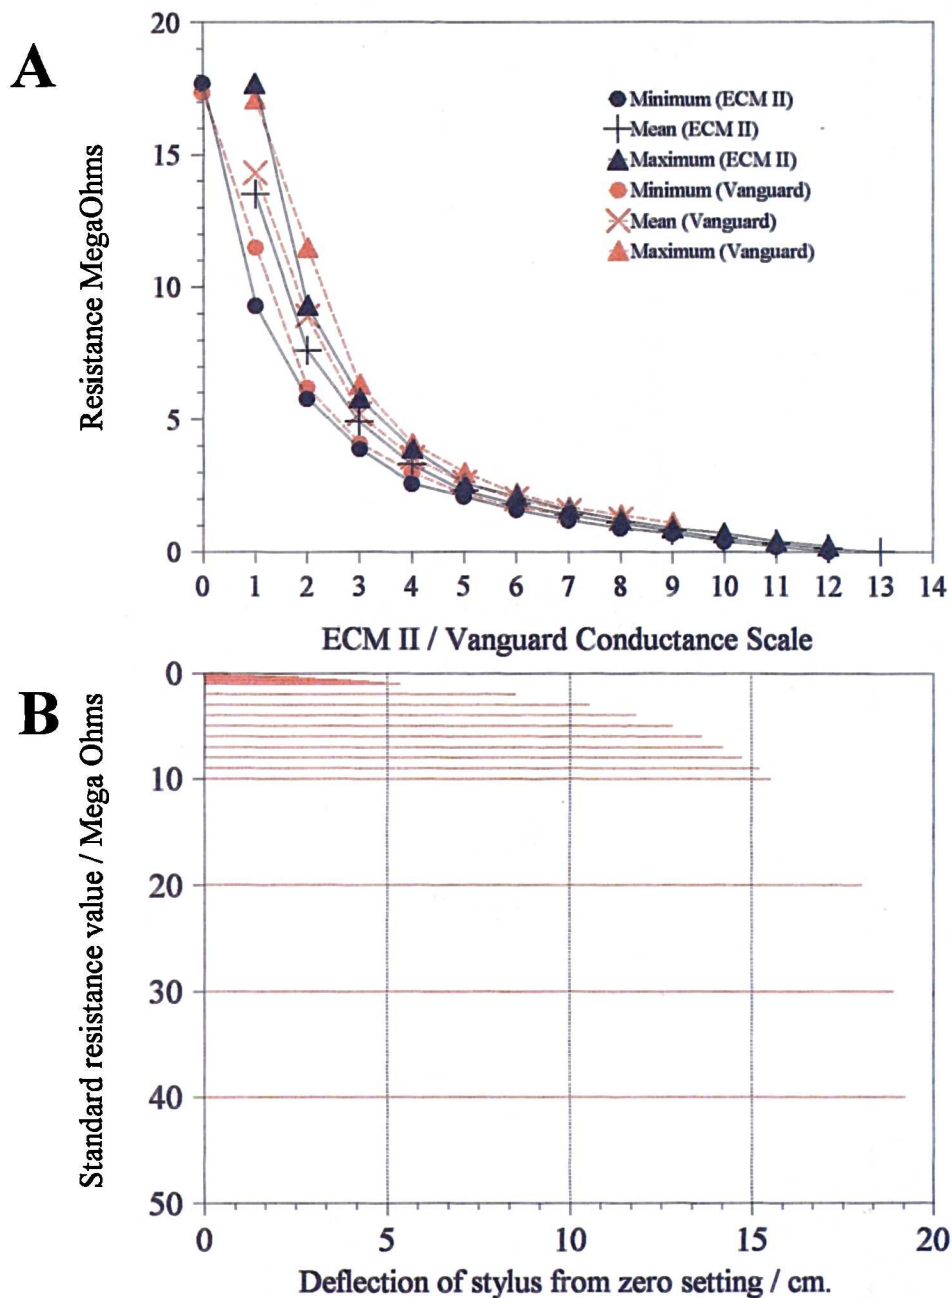 A
20
15
10
5
0
Resistance MegaOhms
Minimum (ECM II)
Mean (ECM II)
Maximum (ECM II)
Minimum (Vanguard)
Mean (Vanguard)
Maximum (Vanguard)
0 1 2 3 4 5 6 7 8 9 10 11 12 13 14
ECM II / Vanguard Conductance Scale
B
0
10
20
30
40
50
Standard resistance value / Mega Ohms
0 5 10 15 20
Deflection of stylus from zero setting / cm.